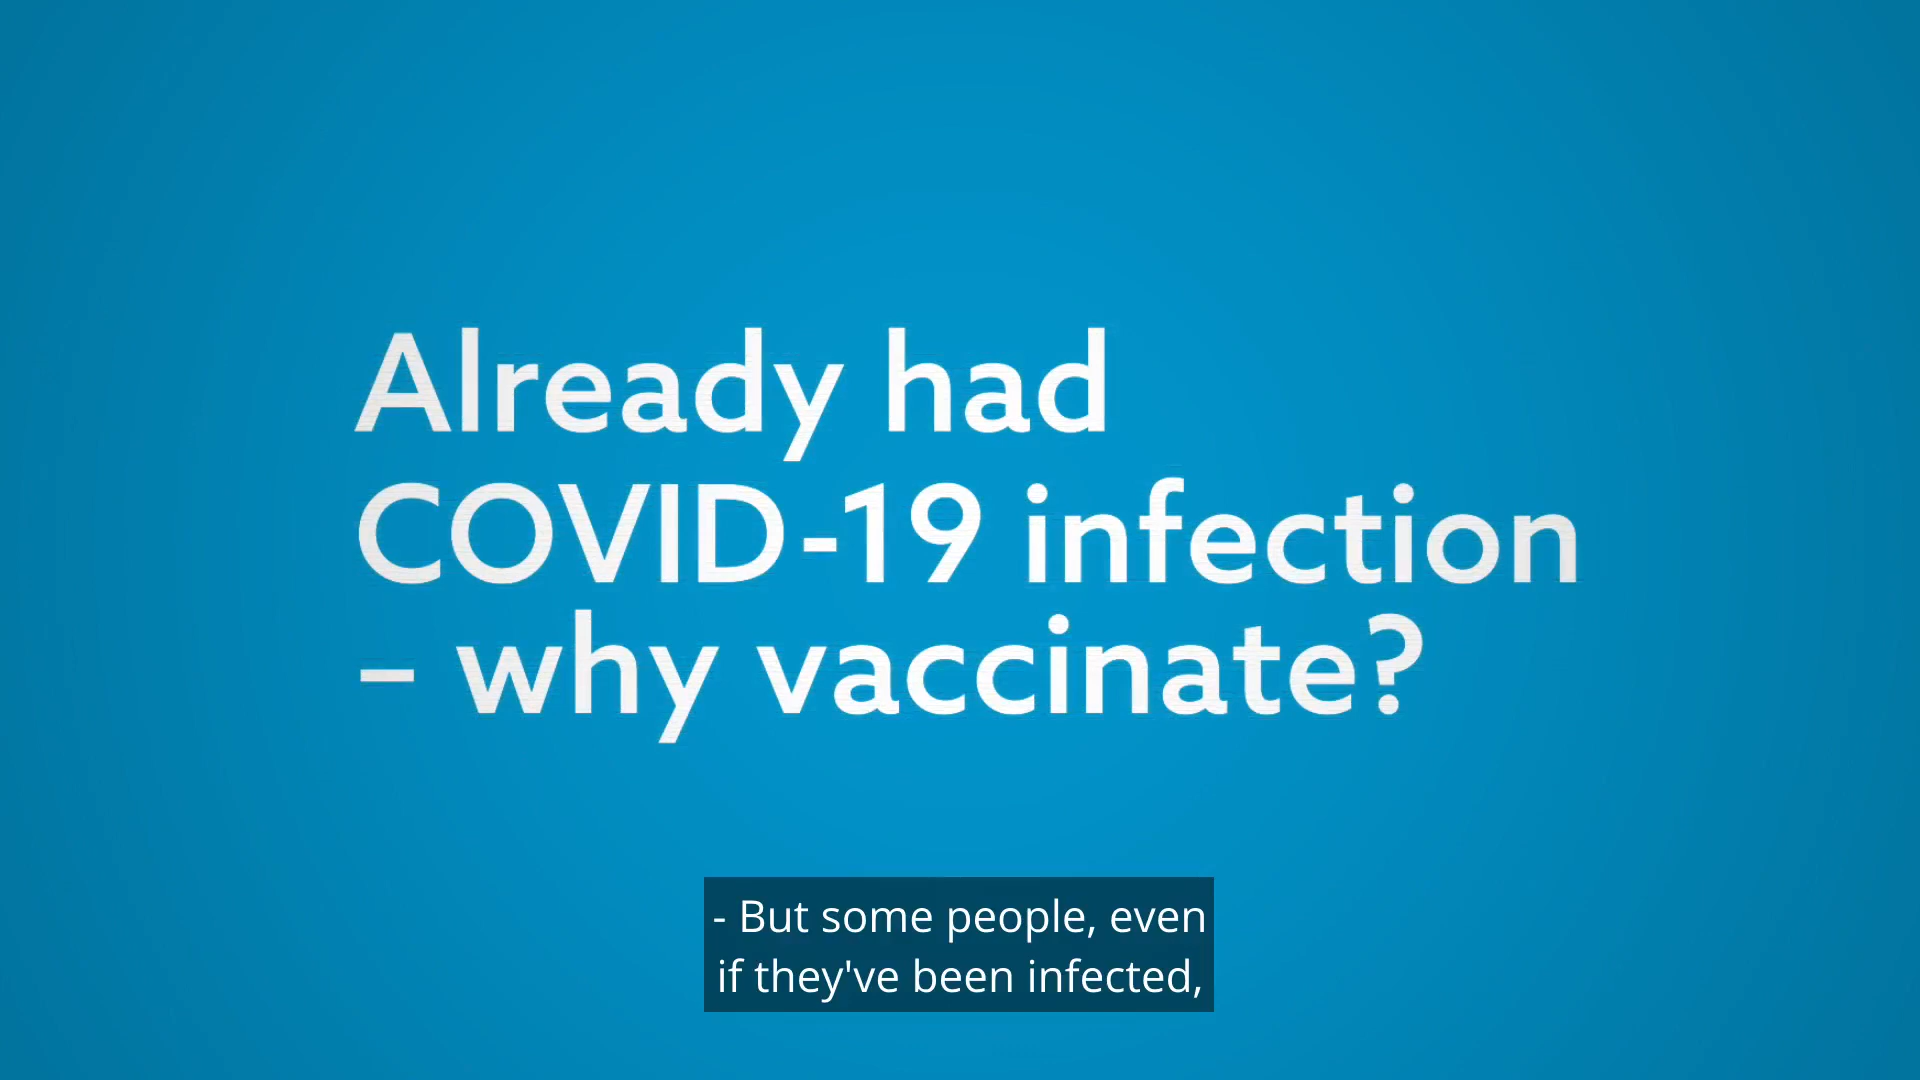 Already had
COVID-19 infection
– why vaccinate?
- But some people, even
if they've been infected,